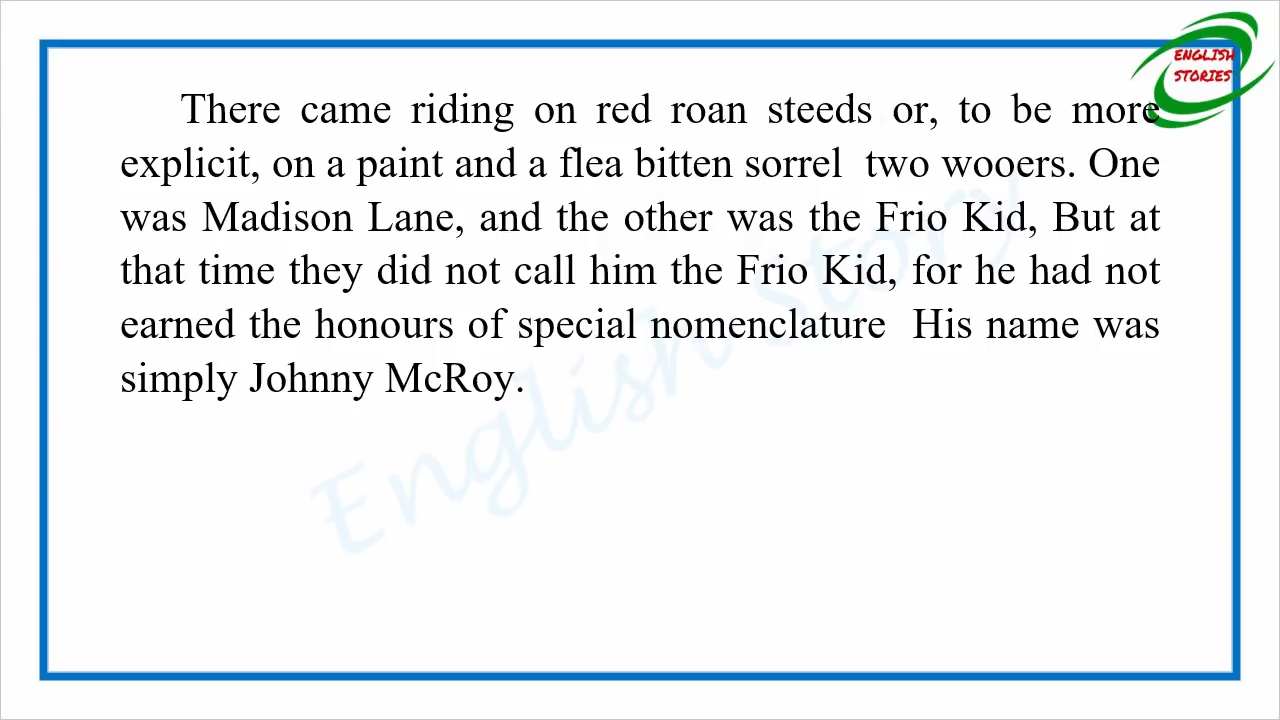 ENGLISH
STORIES
There came riding on red roan steeds or, to be more
explicit, on a paint and a flea bitten sorrel  two wooers. One
was Madison Lane, and the other was the Frio Kid, But at
that time they did not call him the Frio Kid, for he had not
earned the honours of special nomenclature  His name was
simply Johnny McRoy.
English Story